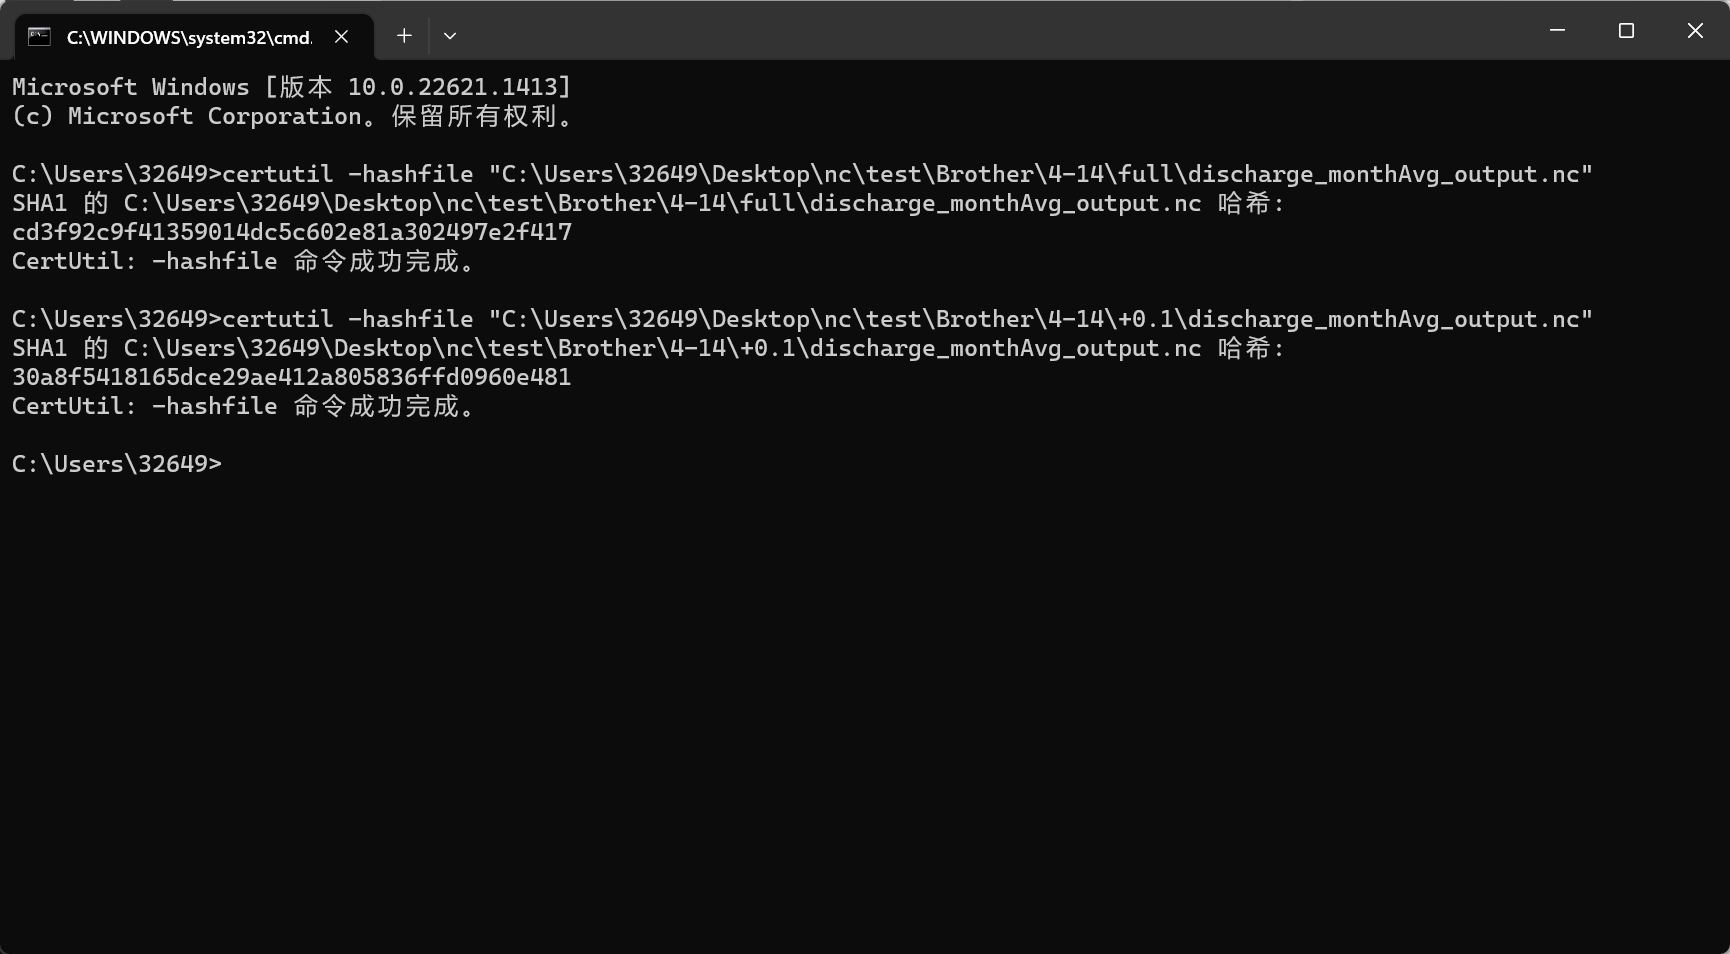 C:\WINDOWS\system32\cmd.
Microsoft Windows [版本 10.0.22621.1413]
(c) Microsoft Corporation。保留所有权利。
C:\Users\32649>certutil -hashfile "C:\Users\32649\Desktop\nc\test\Brother\4-14\full\discharge_monthAvg_output.nc"
SHA1 的 C:\Users\32649\Desktop\nc\test\Brother\4-14\full\discharge_monthAvg_output.nc 哈希:
cd3f92c9f41359014dc5c602e81a302497e2f417
CertUtil: -hashfile 命令成功完成。
C:\Users\32649>certutil -hashfile "C:\Users\32649\Desktop\nc\test\Brother\4-14\+0.1\discharge_monthAvg_output.nc"
SHA1 的 C:\Users\32649\Desktop\nc\test\Brother\4-14\+0.1\discharge_monthAvg_output.nc 哈希:
30a8f5418165dce29ae412a805836ffd0960e481
CertUtil: -hashfile 命令成功完成。
C:\Users\32649>